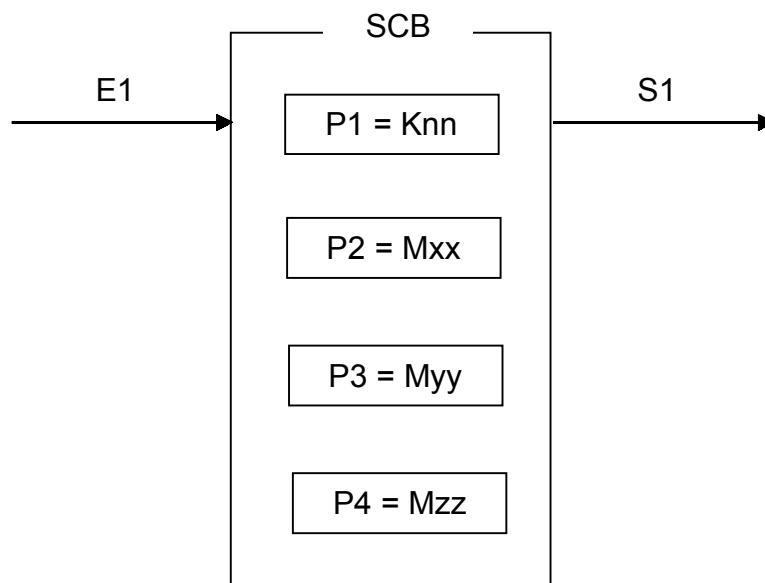 SCB
E1
S1
P1 = Knn
P2 = Mxx
P3 = Myy
P4 = Mzz